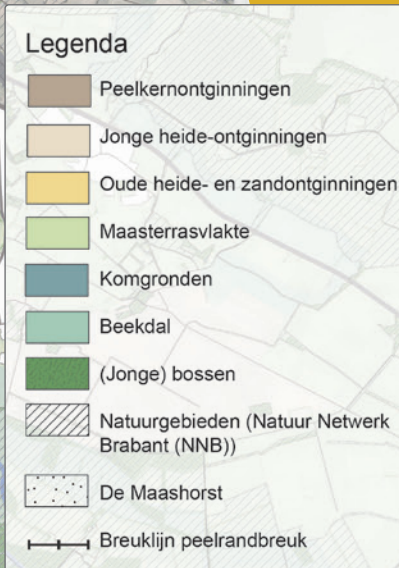 Legenda
Peelkernontginningen
Jonge heide-ontginningen
Oude heide- en zandontginningen
Maasterrasvlakte
Komgronden
Beekdal
(Jonge) bossen
Natuurgebieden (Natuur Netwerk
Brabant (NNB))
De Maashorst
Breuklijn peelrandbreuk